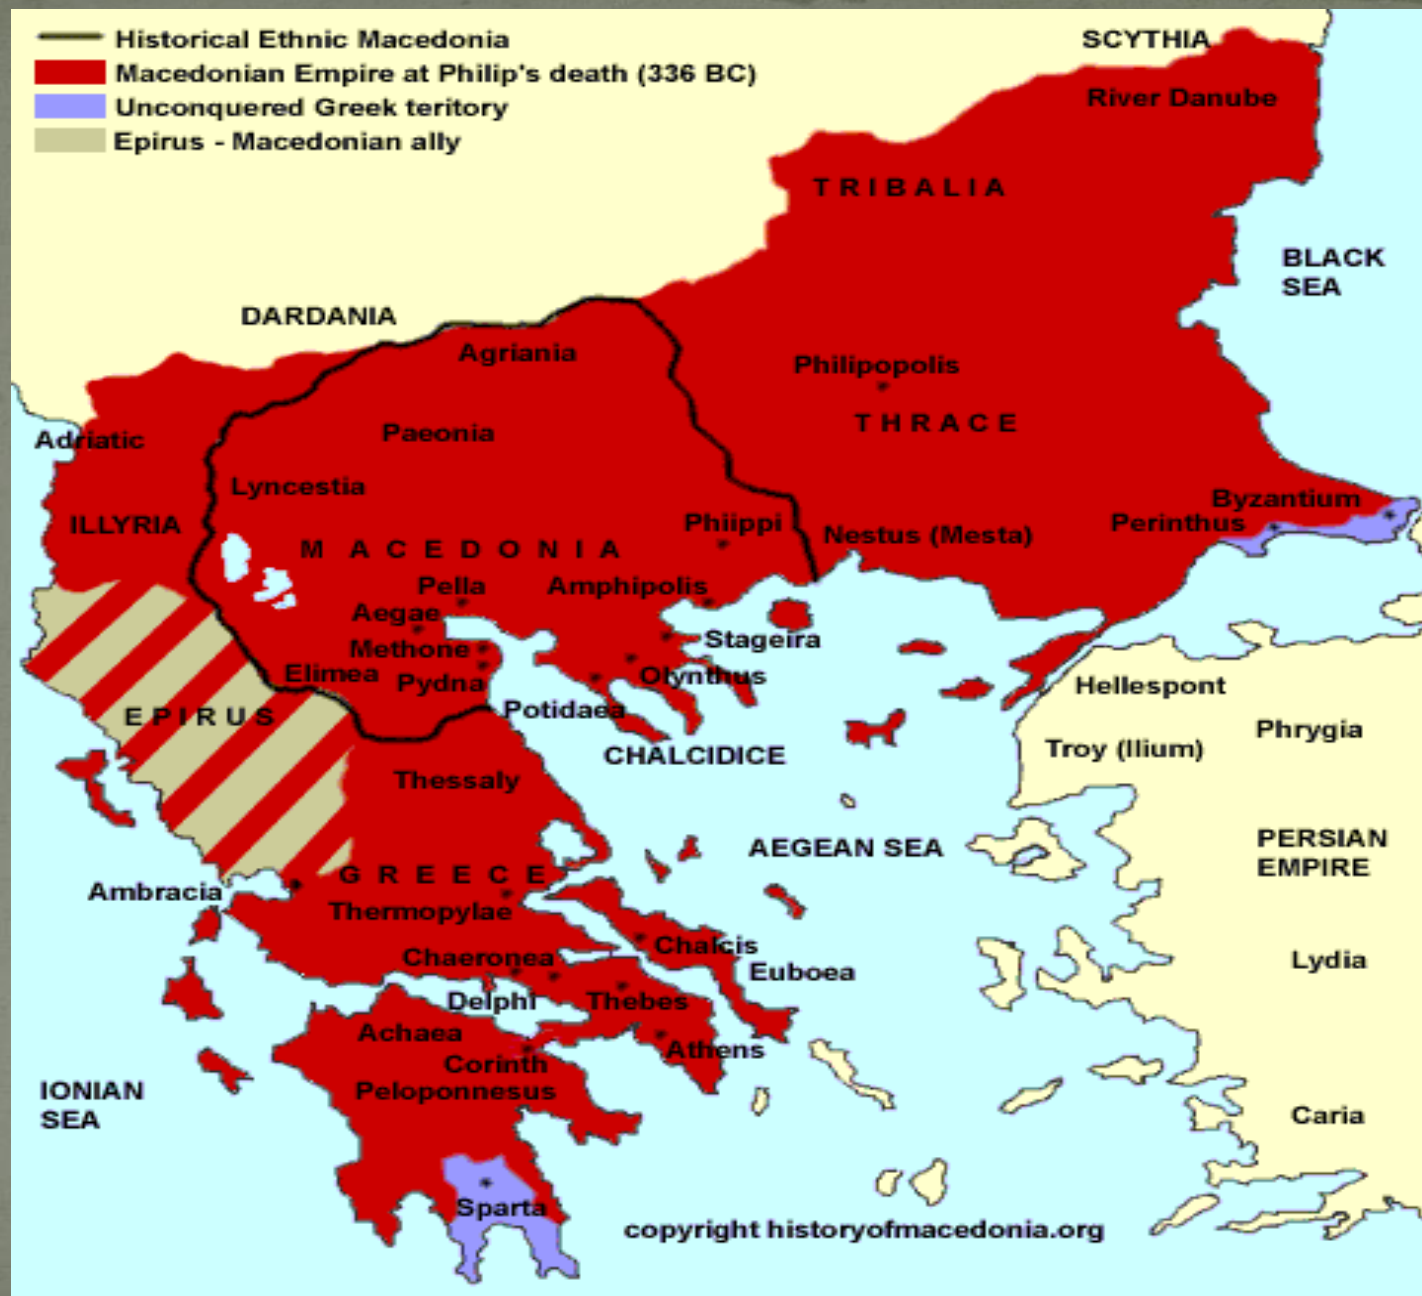 Historical Ethnic Macedonia
Macedonian Empire at Philip's death (336 BC)
Unconquered Greek teritory
Epirus - Macedonian ally
SCYTHIA
River Danube
TRIBALIA
BLACK
SEA
DARDANIA
Agriania
Philipopolis
THRACE
Adriatic
Paeonia
Lyncestia
ILLYRIA
Phiippi
Nestus (Mesta)
Byzantium
Perinthus
MACEDONIA
Pella
Amphipolis
Aegae
Methone
Stageira
Elimea
Pydna
Olynthus
Potidaea
CHALCIDICE
EPIRUS
Hellespont
Phrygia
Troy (Ilium)
Thessaly
AEGEAN SEA
PERSIAN
EMPIRE
GREECE
Ambracia
Thermopylae
Chaeronea
Chalcis
Euboea
Lydia
Delphi
Thebes
Achaea
Corinth
Athens
Peloponnesus
IONIAN
SEA
Caria
Sparta
copyright historyofmacedonia.org